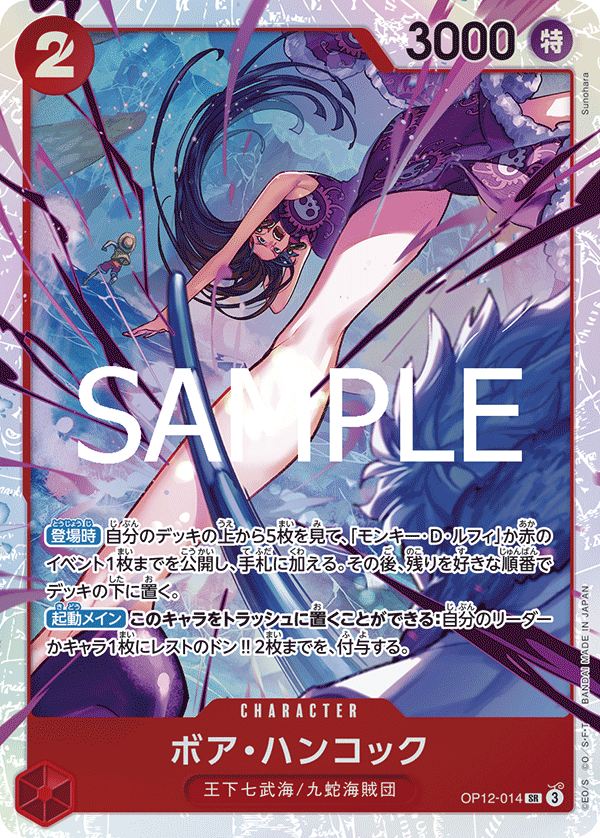 2
3000
特
Sunohara
SAMPLE
登場時 自分のデッキの上から5枚を見て、「モンキー・D・ルフィ」か赤の
イベント1枚までを公開し、手札に加える。その後、残りを好きな順番で
デッキの下に置く。
起動メイン このキャラをトラッシュに置くことができる:自分のリーダー
かキャラ1枚にレストのドン!!2枚までを、付与する。
CHARACTER
ボア・ハンコック
王下七武海/九蛇海賊団
OP12-014 SR 3
BANDAI MADE IN JAPAN